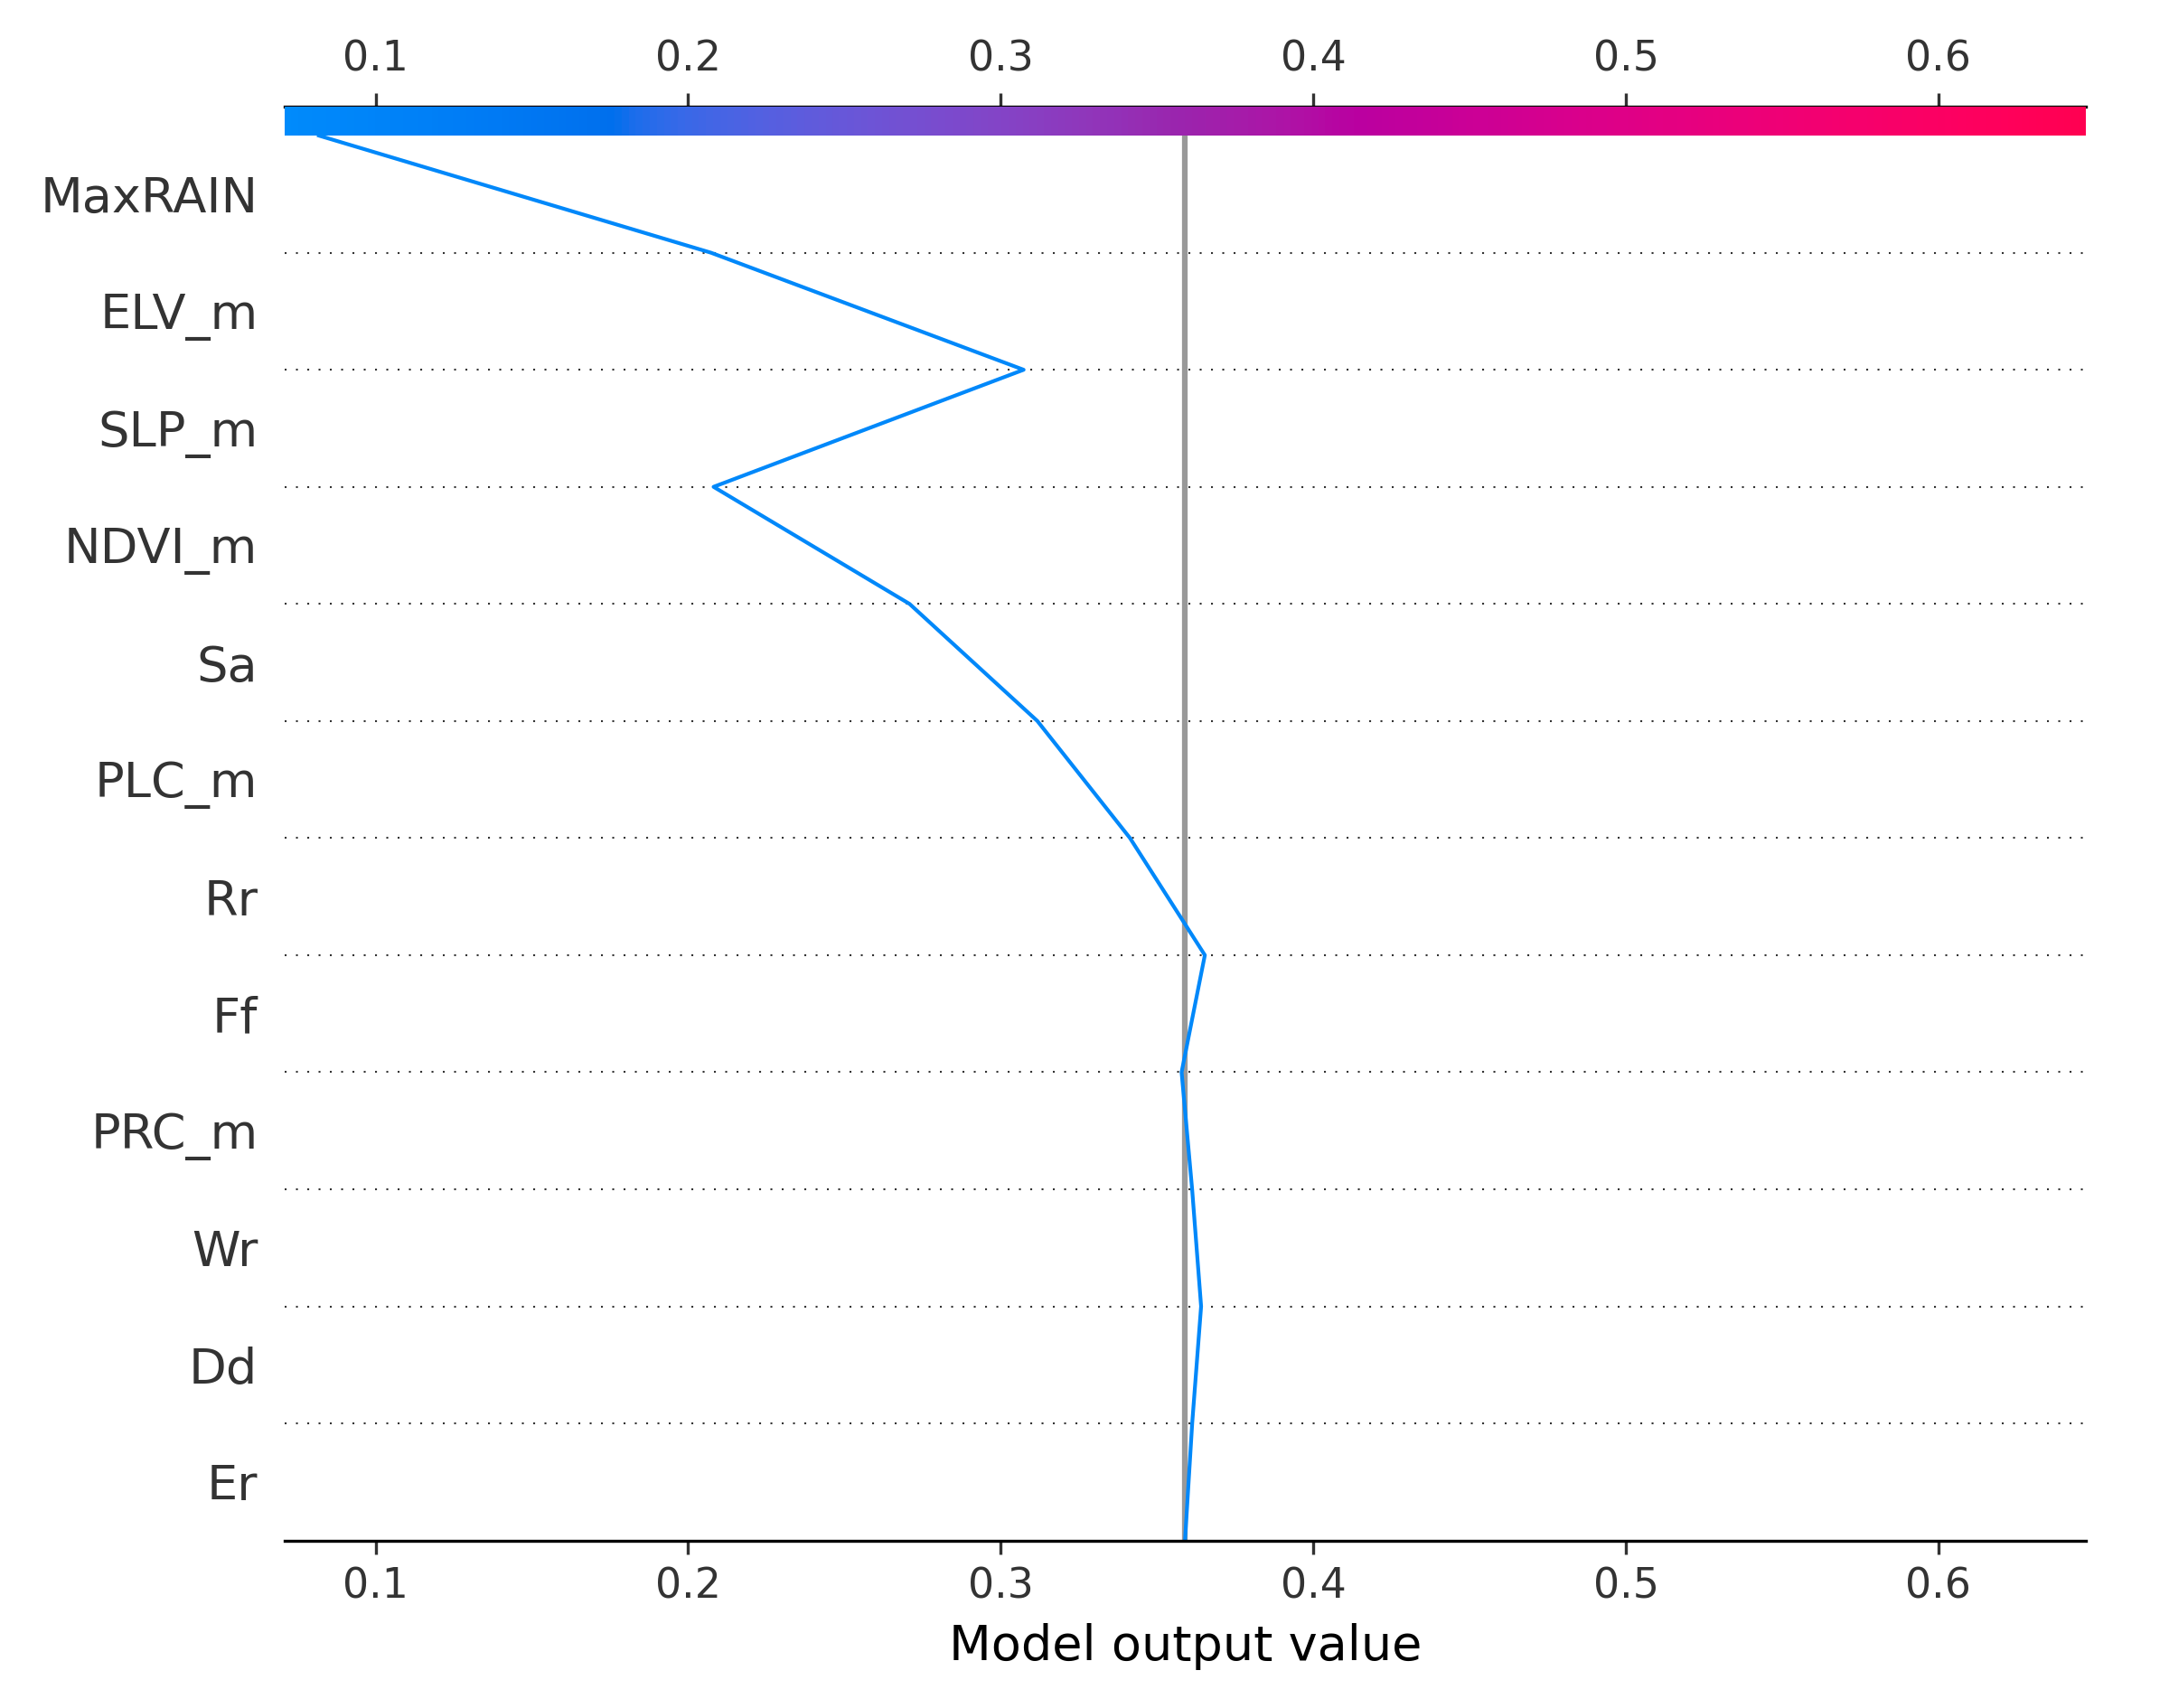 0.1 0.2 0.3 0.4 0.5 0.6
MaxRAIN
ELV_m
SLP_m
NDVI_m
Sa
PLC_m
Rr
Ff
PRC_m
Wr
Dd
Er
0.1 0.2 0.3 0.4 0.5 0.6
Model output value